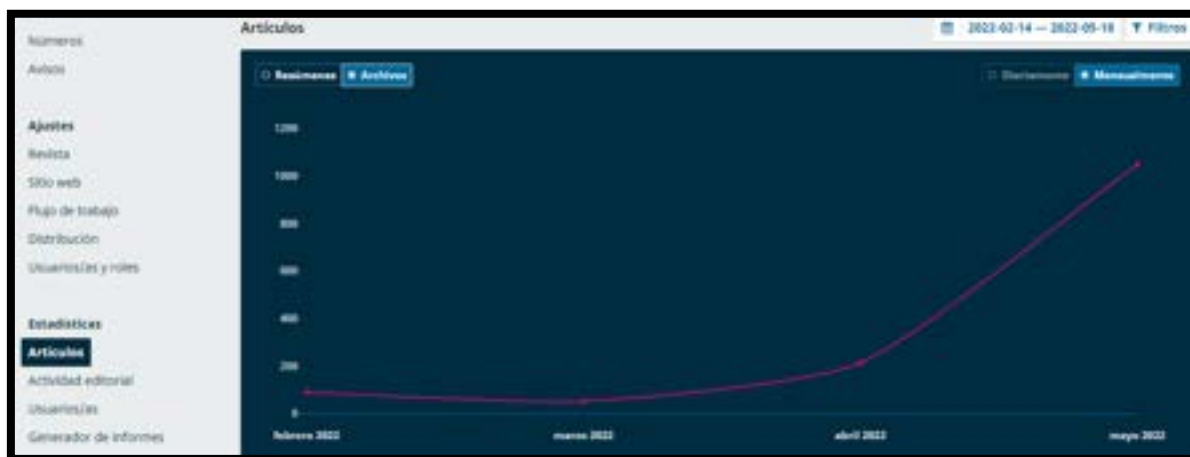 Números
Avisos
Ajustes
Revista
Sitio web
Flujo de trabajo
Distribución
Usuarios/as y roles
Estadísticas
Artículos
Actividad editorial
Usuarios/as
Generador de informes
Artículos
2022-02-14 — 2022-05-18 Filtros
Resúmenes Archivos
Diariamente Mensualmente
1200
1000
800
600
400
200
0
febrero 2022 marzo 2022 abril 2022 mayo 2022